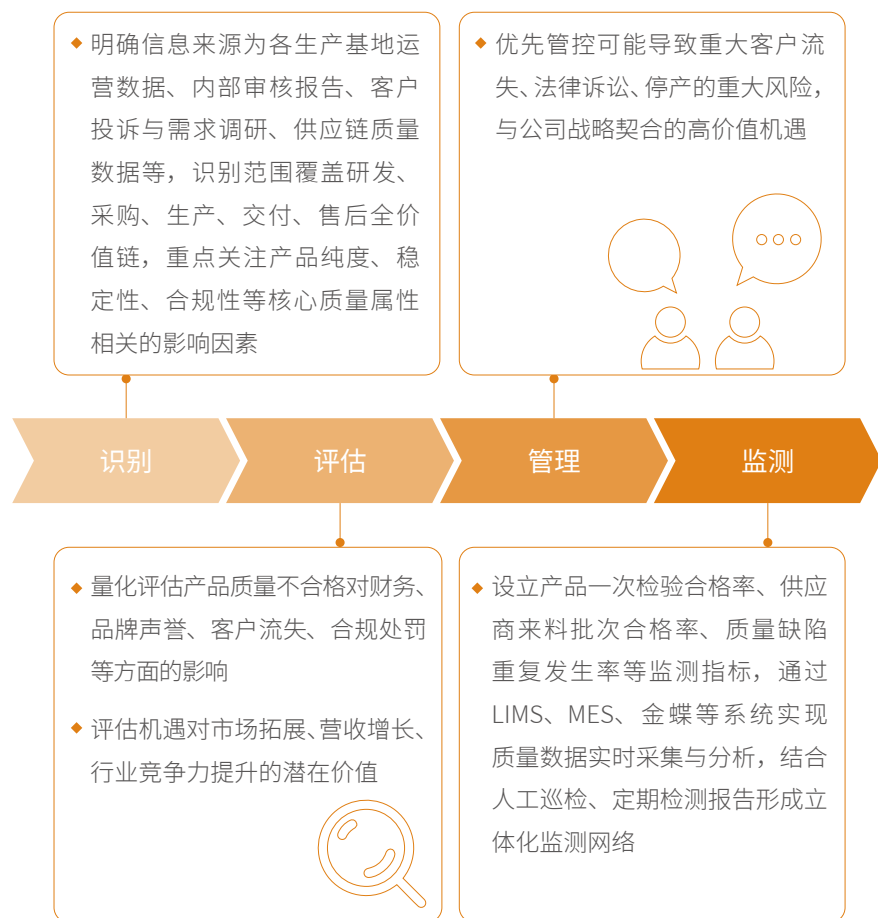 明确信息来源为各生产基地运
营数据、内部审核报告、客户
投诉与需求调研、供应链质量
数据等，识别范围覆盖研发、
采购、生产、交付、售后全价
值链，重点关注产品纯度、稳
定性、合规性等核心质量属性
相关的影响因素
优先管控可能导致重大客户流
失、法律诉讼、停产的重大风险，
与公司战略契合的高价值机遇
识别
评估
管理
监测
量化评估产品质量不合格对财务、
品牌声誉、客户流失、合规处罚
等方面的影响
评估机遇对市场拓展、营收增长、
行业竞争力提升的潜在价值
设立产品一次检验合格率、供应
商来料批次合格率、质量缺陷
重复发生率等监测指标，通过
LIMS、MES、金蝶等系统实现
质量数据实时采集与分析，结合
人工巡检、定期检测报告形成立
体化监测网络